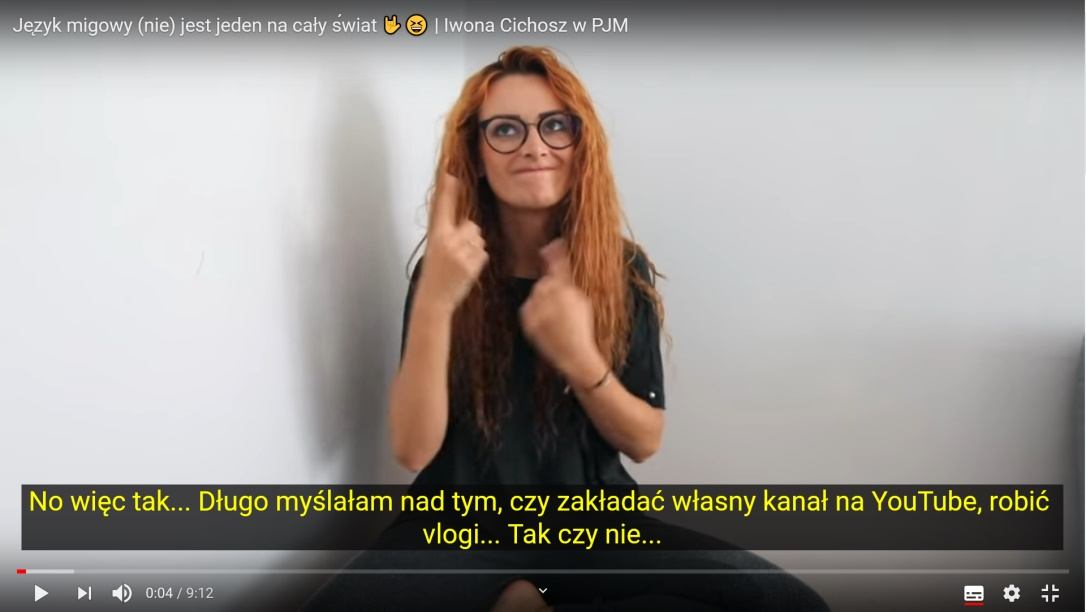 Język migowy (nie) jest jeden na cały świat 🤟😆 | Iwona Cichosz w PJM
No więc tak... Długo myślałam nad tym, czy zakładać własny kanał na YouTube, robić
vlogi... Tak czy nie...
0:04 / 9:12